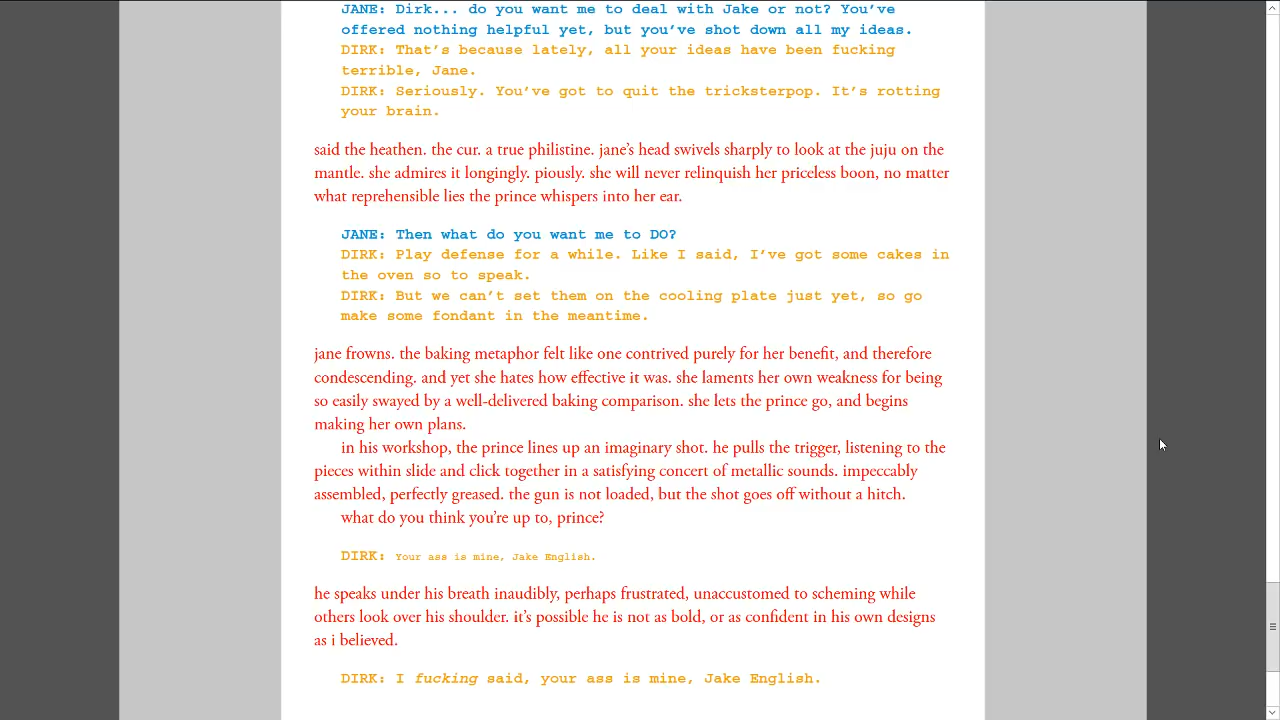 JANE: Dirk... do you want me to deal with Jake or not? You’ve
offered nothing helpful yet, but you’ve shot down all my ideas.
DIRK: That’s because lately, all your ideas have been fucking
terrible, Jane.
DIRK: Seriously. You’ve got to quit the tricksterpop. It’s rotting
your brain.
said the heathen. the cur. a true philistine. jane’s head swivels sharply to look at the juju on the
mantle. she admires it longingly. piously. she will never relinquish her priceless boon, no matter
what reprehensible lies the prince whispers into her ear.
JANE: Then what do you want me to DO?
DIRK: Play defense for a while. Like I said, I’ve got some cakes in
the oven so to speak.
DIRK: But we can’t set them on the cooling plate just yet, so go
make some fondant in the meantime.
jane frowns. the baking metaphor felt like one contrived purely for her benefit, and therefore
condescending. and yet she hates how effective it was. she laments her own weakness for being
so easily swayed by a well-delivered baking comparison. she lets the prince go, and begins
making her own plans.
in his workshop, the prince lines up an imaginary shot. he pulls the trigger, listening to the
pieces within slide and click together in a satisfying concert of metallic sounds. impeccably
assembled, perfectly greased. the gun is not loaded, but the shot goes off without a hitch.
what do you think you’re up to, prince?
DIRK: Your ass is mine, Jake English.
he speaks under his breath inaudibly, perhaps frustrated, unaccustomed to scheming while
others look over his shoulder. it’s possible he is not as bold, or as confident in his own designs
as i believed.
DIRK: I fucking said, your ass is mine, Jake English.